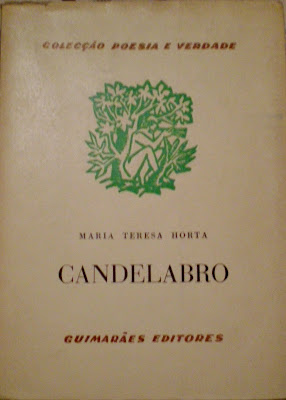 COLECÇÃO POESIA E VERDADE
MARIA TERESA HORTA
CANDELABRO
GUIMARÃES EDITORES